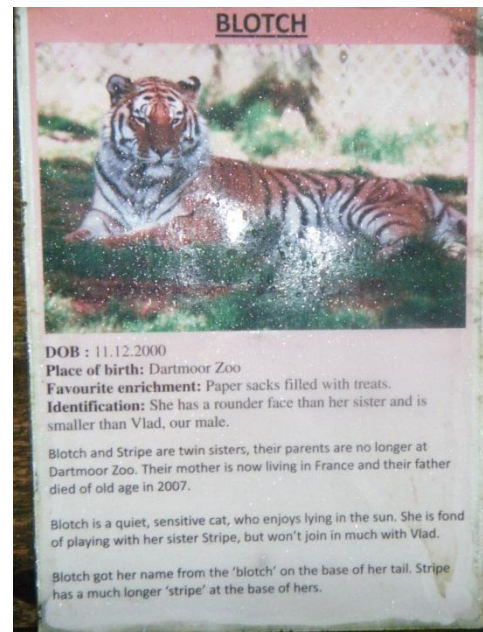 BLOTCH
DOB : 11.12.2000
Place of birth: Dartmoor Zoo
Favourite enrichment: Paper sacks filled with treats.
Identification: She has a rounder face than her sister and is
smaller than Vlad, our male.
Blotch and Stripe are twin sisters, their parents are no longer at
Dartmoor Zoo. Their mother is now living in France and their father
died of old age in 2007.
Blotch is a quiet, sensitive cat, who enjoys lying in the sun. She is fond
of playing with her sister Stripe, but won’t join in much with Vlad.
Blotch got her name from the ‘blotch’ on the base of her tail. Stripe
has a much longer ‘stripe’ at the base of hers.